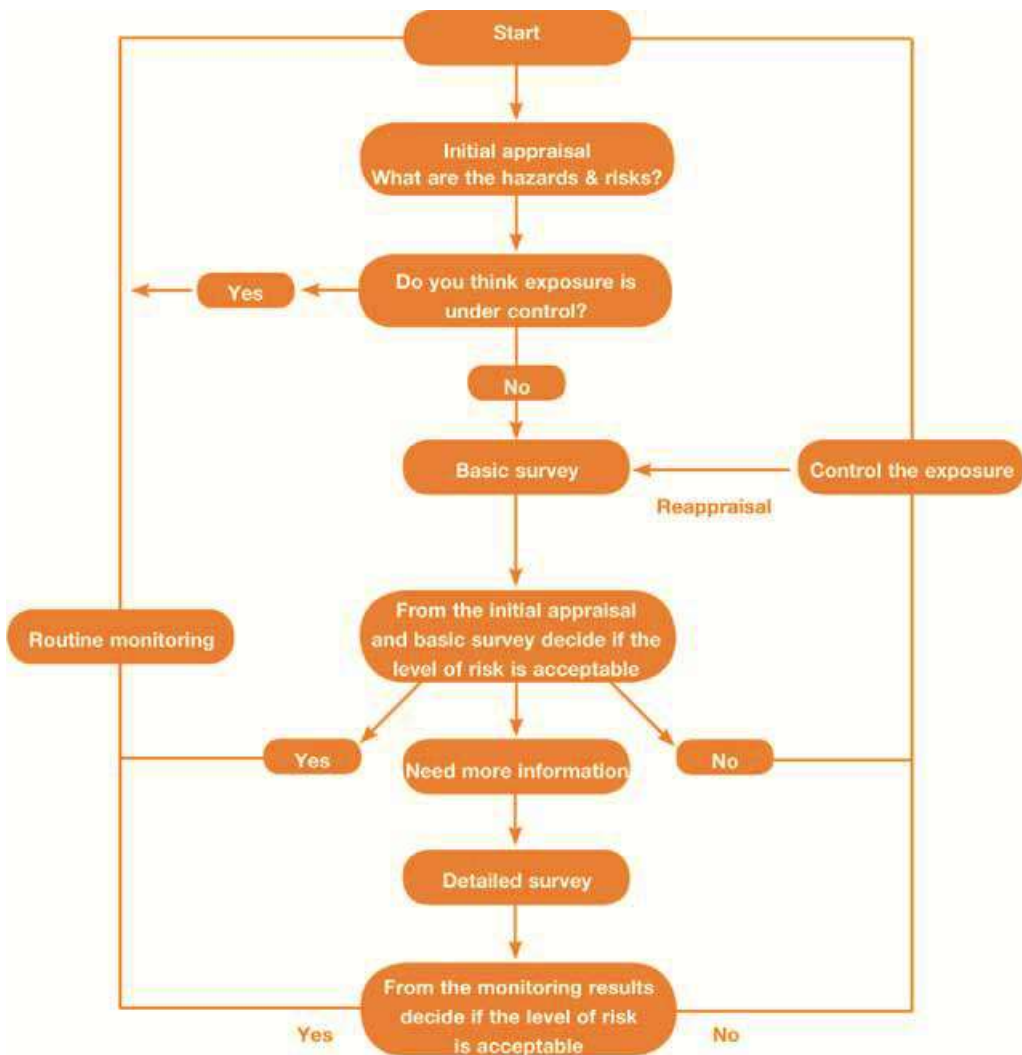 Start
Initial appraisal
What are the hazards & risks?
Do you think exposure is
under control?
Yes
No
Basic survey
Control the exposure
Reappraisal
From the initial appraisal
and basic survey decide if the
level of risk is acceptable
Routine monitoring
Yes
Need more information
No
Detailed survey
From the monitoring results
decide if the level of risk
is acceptable
Yes
No